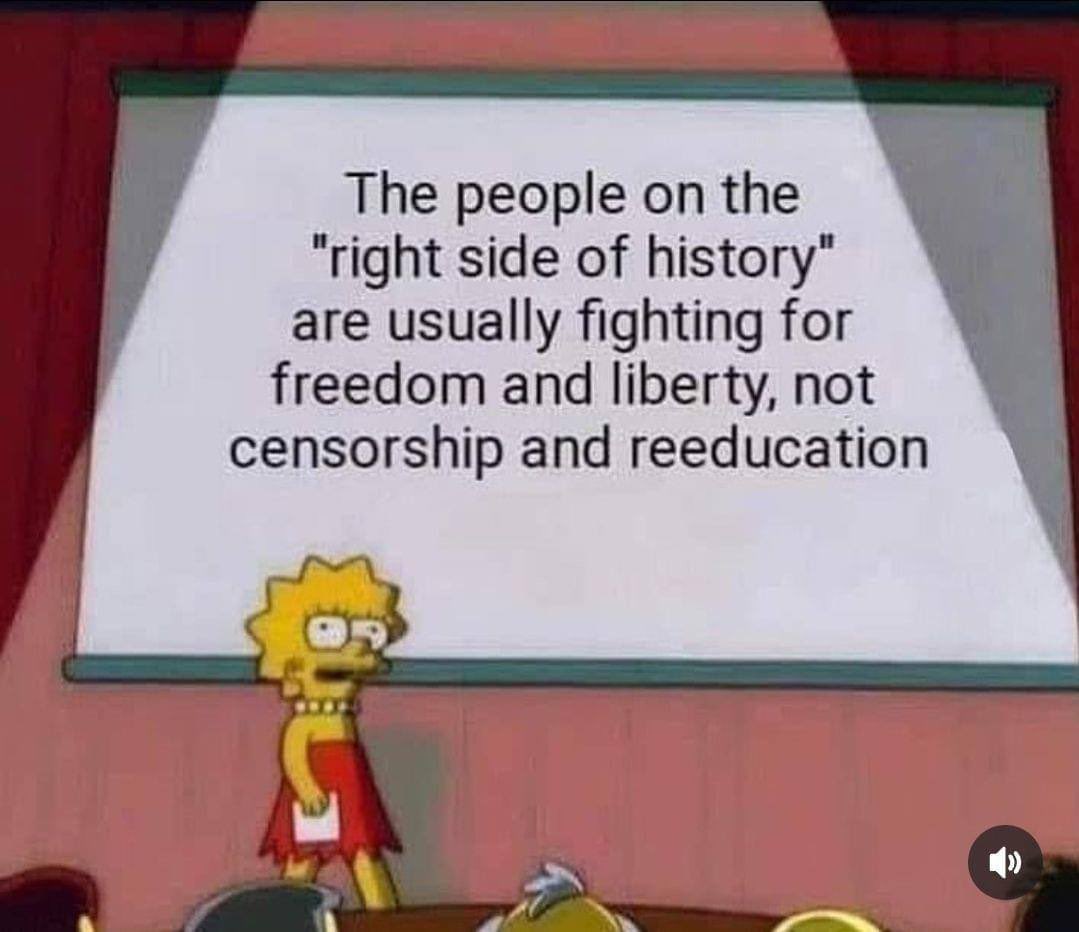 The people on the
"right side of history"
are usually fighting for
freedom and liberty, not
censorship and reeducation